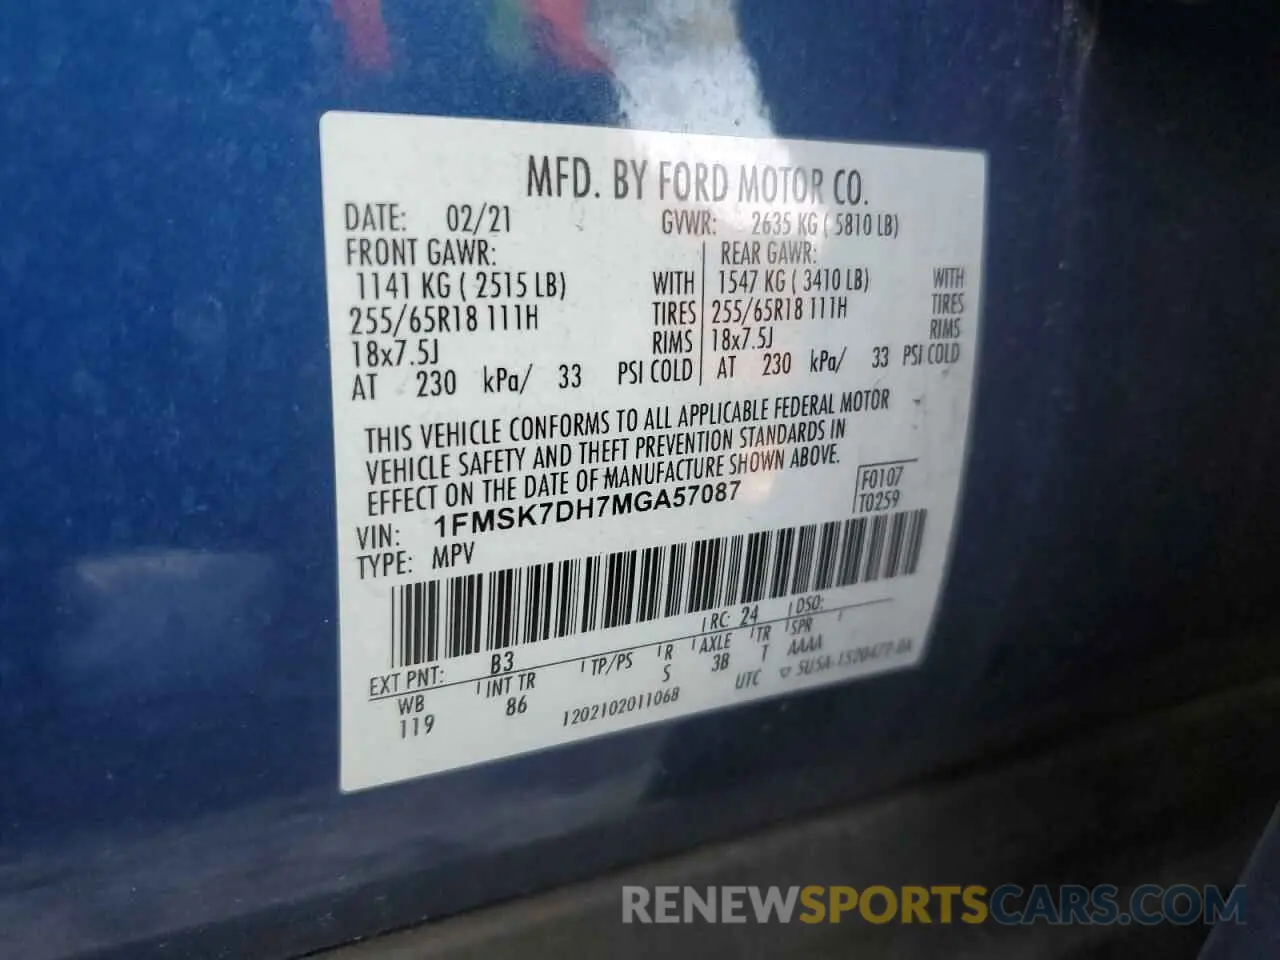 MFD. BY FORD MOTOR CO.
DATE: 02/21 GVWR: 2635 KG ( 5810 LB)
FRONT GAWR: REAR GAWR:
1141 KG ( 2515 LB) WITH 1547 KG ( 3410 LB) WITH
255/65R18 111H TIRES 255/65R18 111H TIRES
18x7.5J RIMS 18x7.5J RIMS
AT 230 kPa/ 33 PSI COLD AT 230 kPa/ 33 PSI COLD
THIS VEHICLE CONFORMS TO ALL APPLICABLE FEDERAL MOTOR
VEHICLE SAFETY AND THEFT PREVENTION STANDARDS IN
EFFECT ON THE DATE OF MANUFACTURE SHOWN ABOVE.
F0107
VIN: 1FMSK7DH7MGA57087 T0259
TYPE: MPV
EXT PNT: B3 RC: 24 DSO:
WB INT TR TP/PS R AXLE TR SPR
119 86 S 3B T AAAA
1202102011068 UTC
RENEWSPORTSCARS.COM